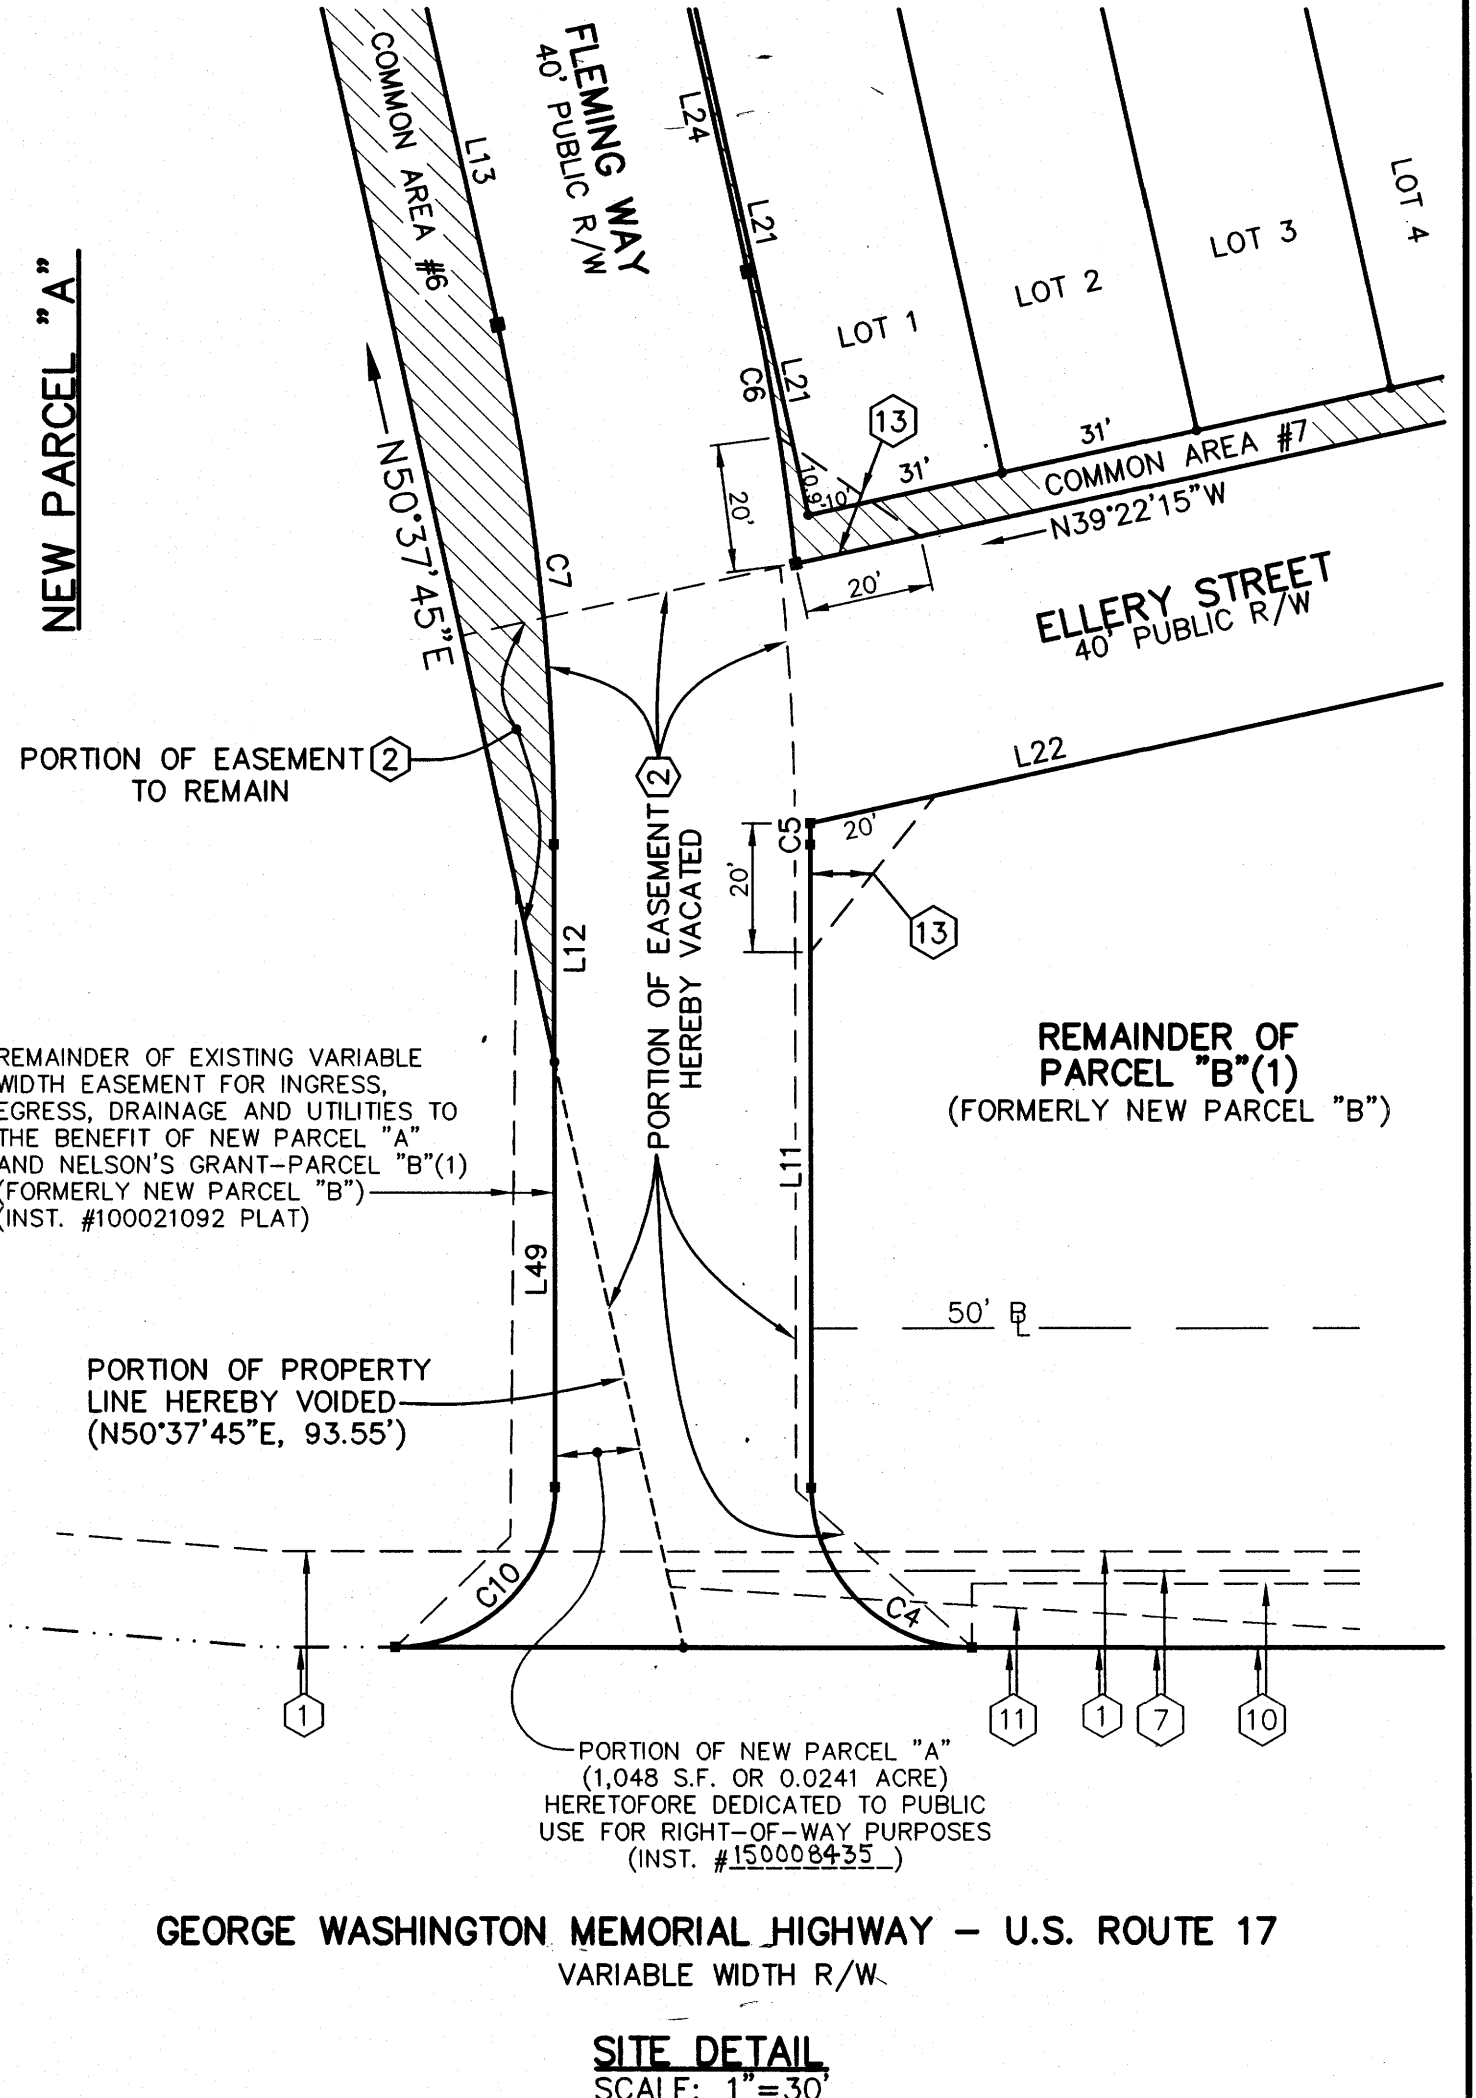 COMMON AREA #6
L13
FLEMING WAY
40' PUBLIC R/W
L24
L21
L21
C6
LOT 1
LOT 2
LOT 3
LOT 4
NEW PARCEL "A"
N50°37'45"E
13
31'
31'
COMMON AREA #7
10.9'
10'
20'
20'
N39°22'15"W
C7
ELLERY STREET
40' PUBLIC R/W
PORTION OF EASEMENT 2
TO REMAIN
PORTION OF EASEMENT 2
HEREBY VACATED
L22
C5
20'
20'
13
L12
REMAINDER OF EXISTING VARIABLE
WIDTH EASEMENT FOR INGRESS,
EGRESS, DRAINAGE AND UTILITIES TO
THE BENEFIT OF NEW PARCEL "A"
AND NELSON'S GRANT-PARCEL "B"(1)
(FORMERLY NEW PARCEL "B")
(INST. #100021092 PLAT)
REMAINDER OF
PARCEL "B"(1)
(FORMERLY NEW PARCEL "B")
L11
L49
50' BL
PORTION OF PROPERTY
LINE HEREBY VOIDED
(N50°37'45"E, 93.55')
C10
C4
1
11
1
7
10
PORTION OF NEW PARCEL "A"
(1,048 S.F. OR 0.0241 ACRE)
HERETOFORE DEDICATED TO PUBLIC
USE FOR RIGHT-OF-WAY PURPOSES
(INST. #150008435)
GEORGE WASHINGTON MEMORIAL HIGHWAY - U.S. ROUTE 17
VARIABLE WIDTH R/W
SITE DETAIL
SCALE: 1"=30'